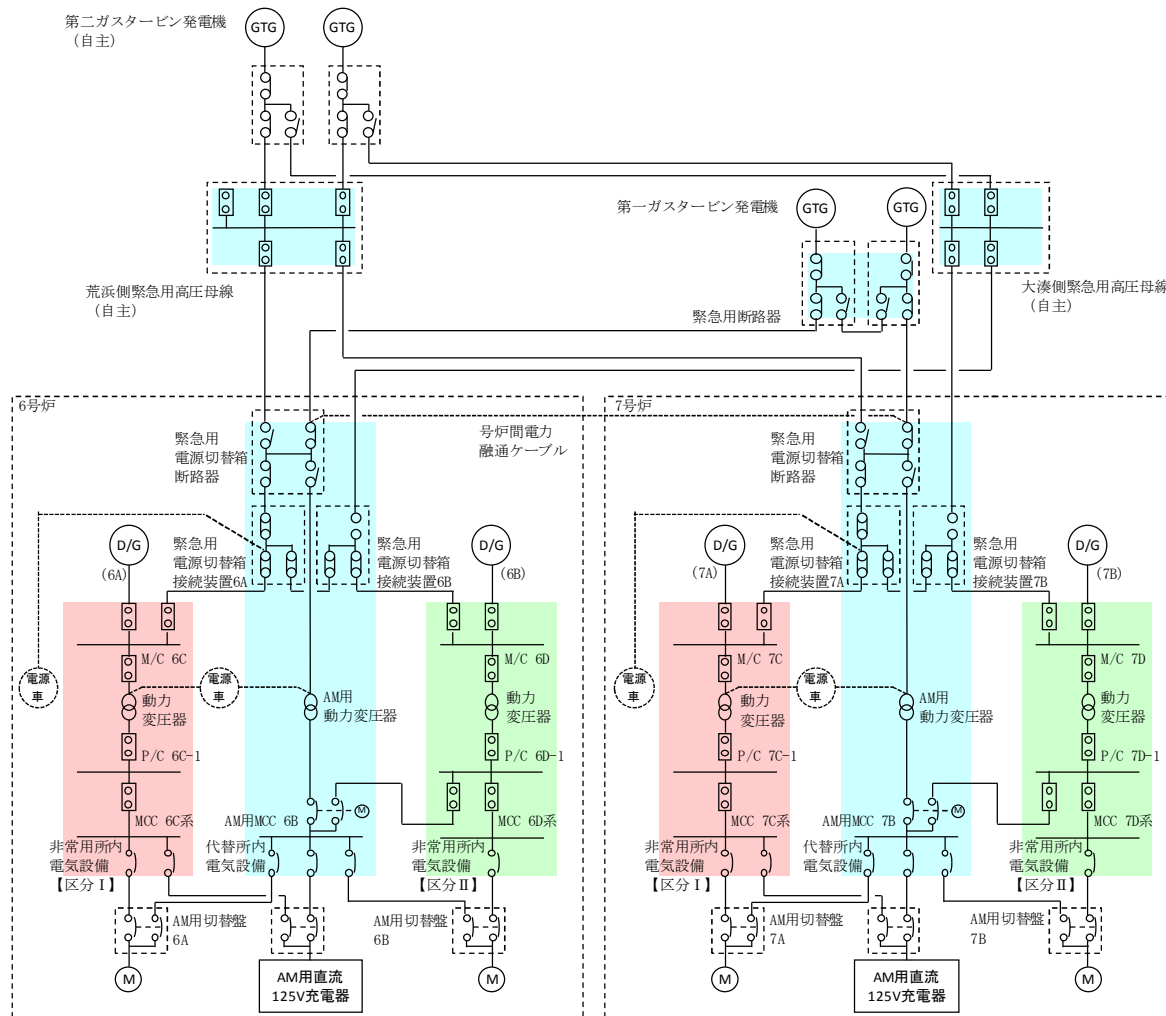 第二ガスタービン発電機
（自主）
GTG
GTG
第一ガスタービン発電機
GTG
GTG
荒浜側緊急用高圧母線
（自主）
大湊側緊急用高圧母線
（自主）
緊急用断路器
6号炉
緊急用
電源切替箱
断路器
号炉間電力
融通ケーブル
D/G
(6A)
緊急用
電源切替箱
接続装置6A
緊急用
電源切替箱
接続装置6B
D/G
(6B)
M/C 6C
M/C 6D
電源
車
電源
車
動力
変圧器
AM用
動力変圧器
動力
変圧器
P/C 6C-1
P/C 6D-1
M
MCC 6C系
AM用MCC 6B
MCC 6D系
非常用所内
電気設備
【区分Ⅰ】
代替所内
電気設備
非常用所内
電気設備
【区分Ⅱ】
AM用切替盤
6A
AM用切替盤
6B
M
AM用直流
125V充電器
M
7号炉
緊急用
電源切替箱
断路器
D/G
(7A)
緊急用
電源切替箱
接続装置7A
緊急用
電源切替箱
接続装置7B
D/G
(7B)
M/C 7C
M/C 7D
電源
車
電源
車
動力
変圧器
AM用
動力変圧器
動力
変圧器
P/C 7C-1
P/C 7D-1
M
MCC 7C系
AM用MCC 7B
MCC 7D系
非常用所内
電気設備
【区分Ⅰ】
代替所内
電気設備
非常用所内
電気設備
【区分Ⅱ】
AM用切替盤
7A
AM用切替盤
7B
M
AM用直流
125V充電器
M